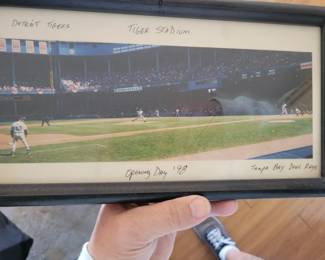 Detroit Tigers
Tiger Stadium
Opening Day '98
Tampa Bay Devil Rays